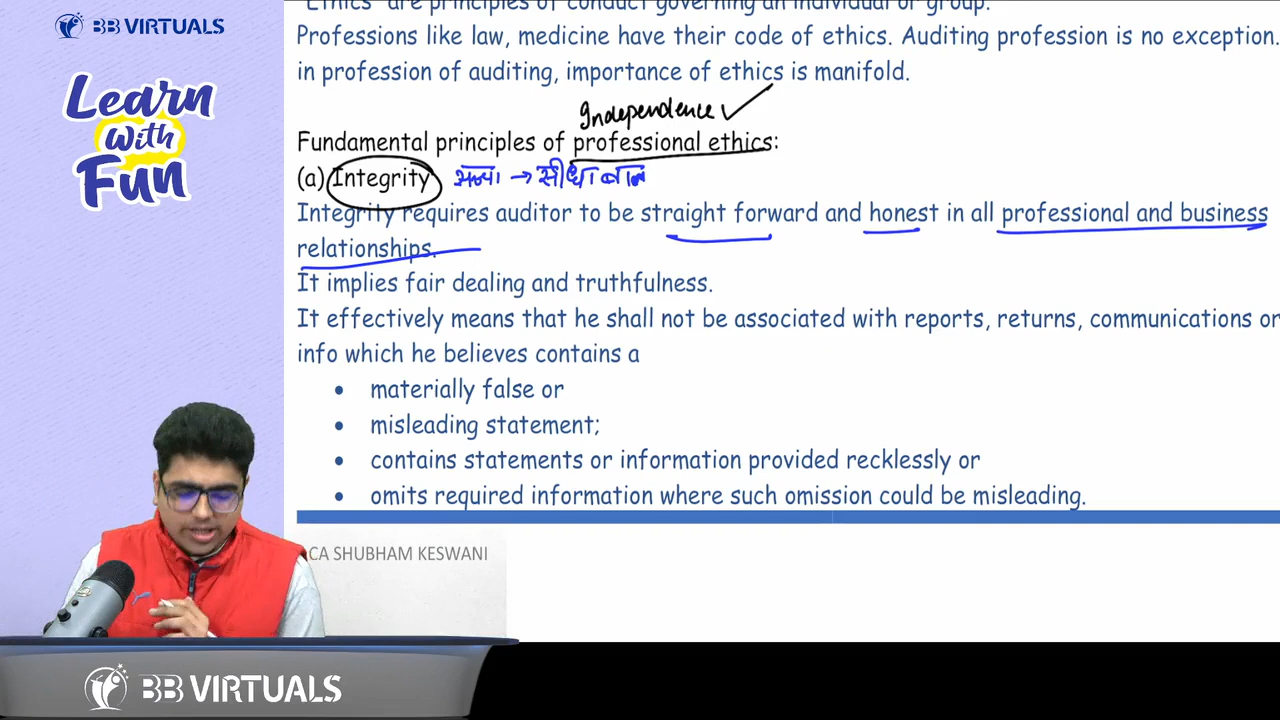 BB VIRTUALS
Learn
With
Fun
"Ethics" are principles of conduct governing an individual or group.
Professions like law, medicine have their code of ethics. Auditing profession is no exception.
in profession of auditing, importance of ethics is manifold.
Independence
Fundamental principles of professional ethics:
(a) Integrity → सीधा
Integrity requires auditor to be straight forward and honest in all professional and business
relationships.
It implies fair dealing and truthfulness.
It effectively means that he shall not be associated with reports, returns, communications or
info which he believes contains a
• materially false or
• misleading statement;
• contains statements or information provided recklessly or
• omits required information where such omission could be misleading.
CA SHUBHAM KESWANI
BB VIRTUALS